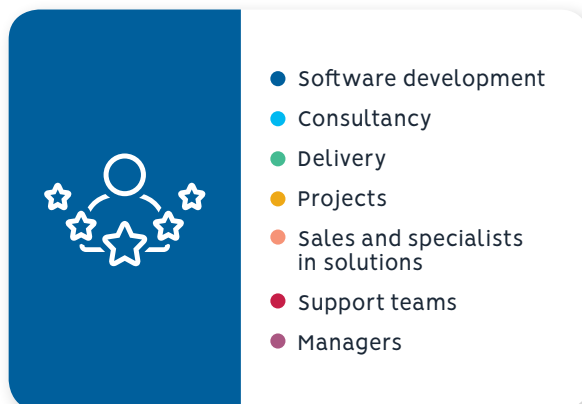 Software development
Consultancy
Delivery
Projects
Sales and specialists
in solutions
Support teams
Managers